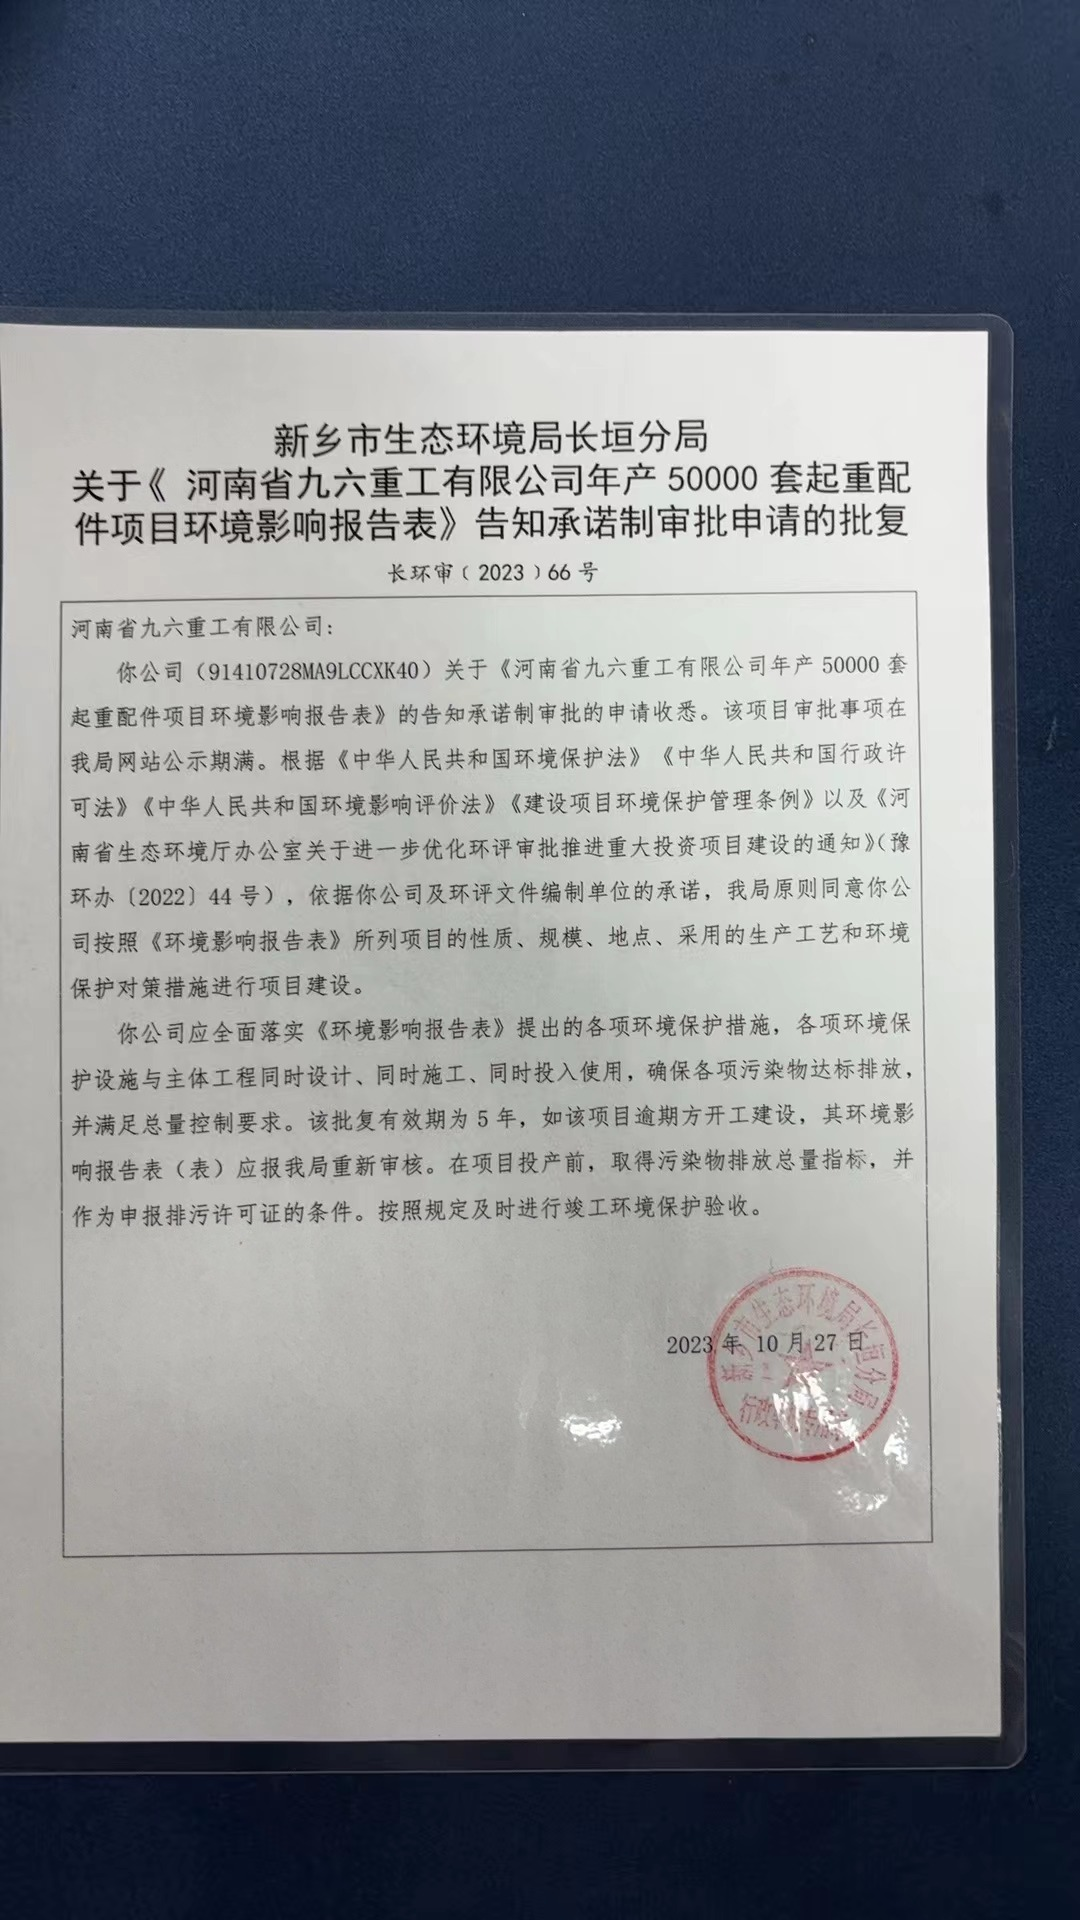 新乡市生态环境局长垣分局
关于《 河南省九六重工有限公司年产 50000 套起重配
件项目环境影响报告表》告知承诺制审批申请的批复
长环审﹝2023﹞66 号
河南省九六重工有限公司：
你公司（91410728MA9LCCXK40）关于《河南省九六重工有限公司年产 50000 套
起重配件项目环境影响报告表》的告知承诺制审批的申请收悉。该项目审批事项在
我局网站公示期满。根据《中华人民共和国环境保护法》《中华人民共和国行政许
可法》《中华人民共和国环境影响评价法》《建设项目环境保护管理条例》以及《河
南省生态环境厅办公室关于进一步优化环评审批推进重大投资项目建设的通知》（豫
环办〔2022〕44 号），依据你公司及环评文件编制单位的承诺，我局原则同意你公
司按照《环境影响报告表》所列项目的性质、规模、地点、采用的生产工艺和环境
保护对策措施进行项目建设。
你公司应全面落实《环境影响报告表》提出的各项环境保护措施，各项环境保
护设施与主体工程同时设计、同时施工、同时投入使用，确保各项污染物达标排放，
并满足总量控制要求。该批复有效期为 5 年，如该项目逾期方开工建设，其环境影
响报告表（表）应报我局重新审核。在项目投产前，取得污染物排放总量指标，并
作为申报排污许可证的条件。按照规定及时进行竣工环境保护验收。
2023 年 10 月 27 日
新乡市生态环境局长垣分局
行政